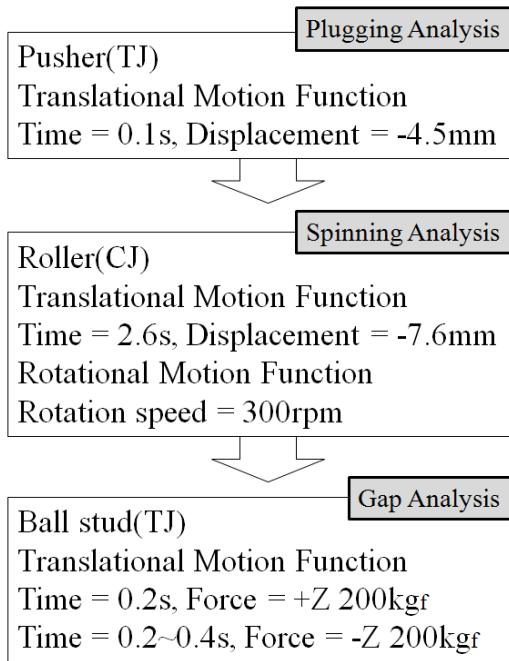 Plugging Analysis
Pusher(TJ)
Translational Motion Function
Time = 0.1s, Displacement = -4.5mm
Spinning Analysis
Roller(CJ)
Translational Motion Function
Time = 2.6s, Displacement = -7.6mm
Rotational Motion Function
Rotation speed = 300rpm
Gap Analysis
Ball stud(TJ)
Translational Motion Function
Time = 0.2s, Force = +Z 200kgf
Time = 0.2~0.4s, Force = -Z 200kgf